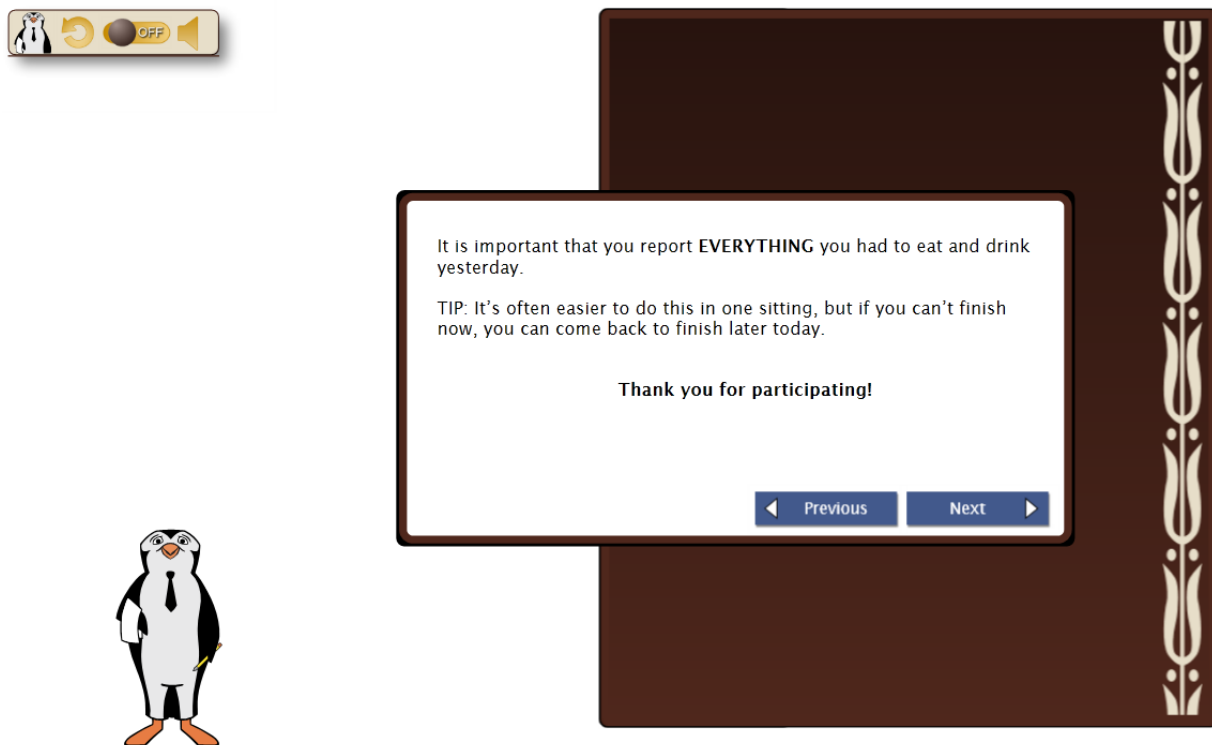 OFF
It is important that you report EVERYTHING you had to eat and drink
yesterday.
TIP: It’s often easier to do this in one sitting, but if you can’t finish
now, you can come back to finish later today.
Thank you for participating!
Previous
Next